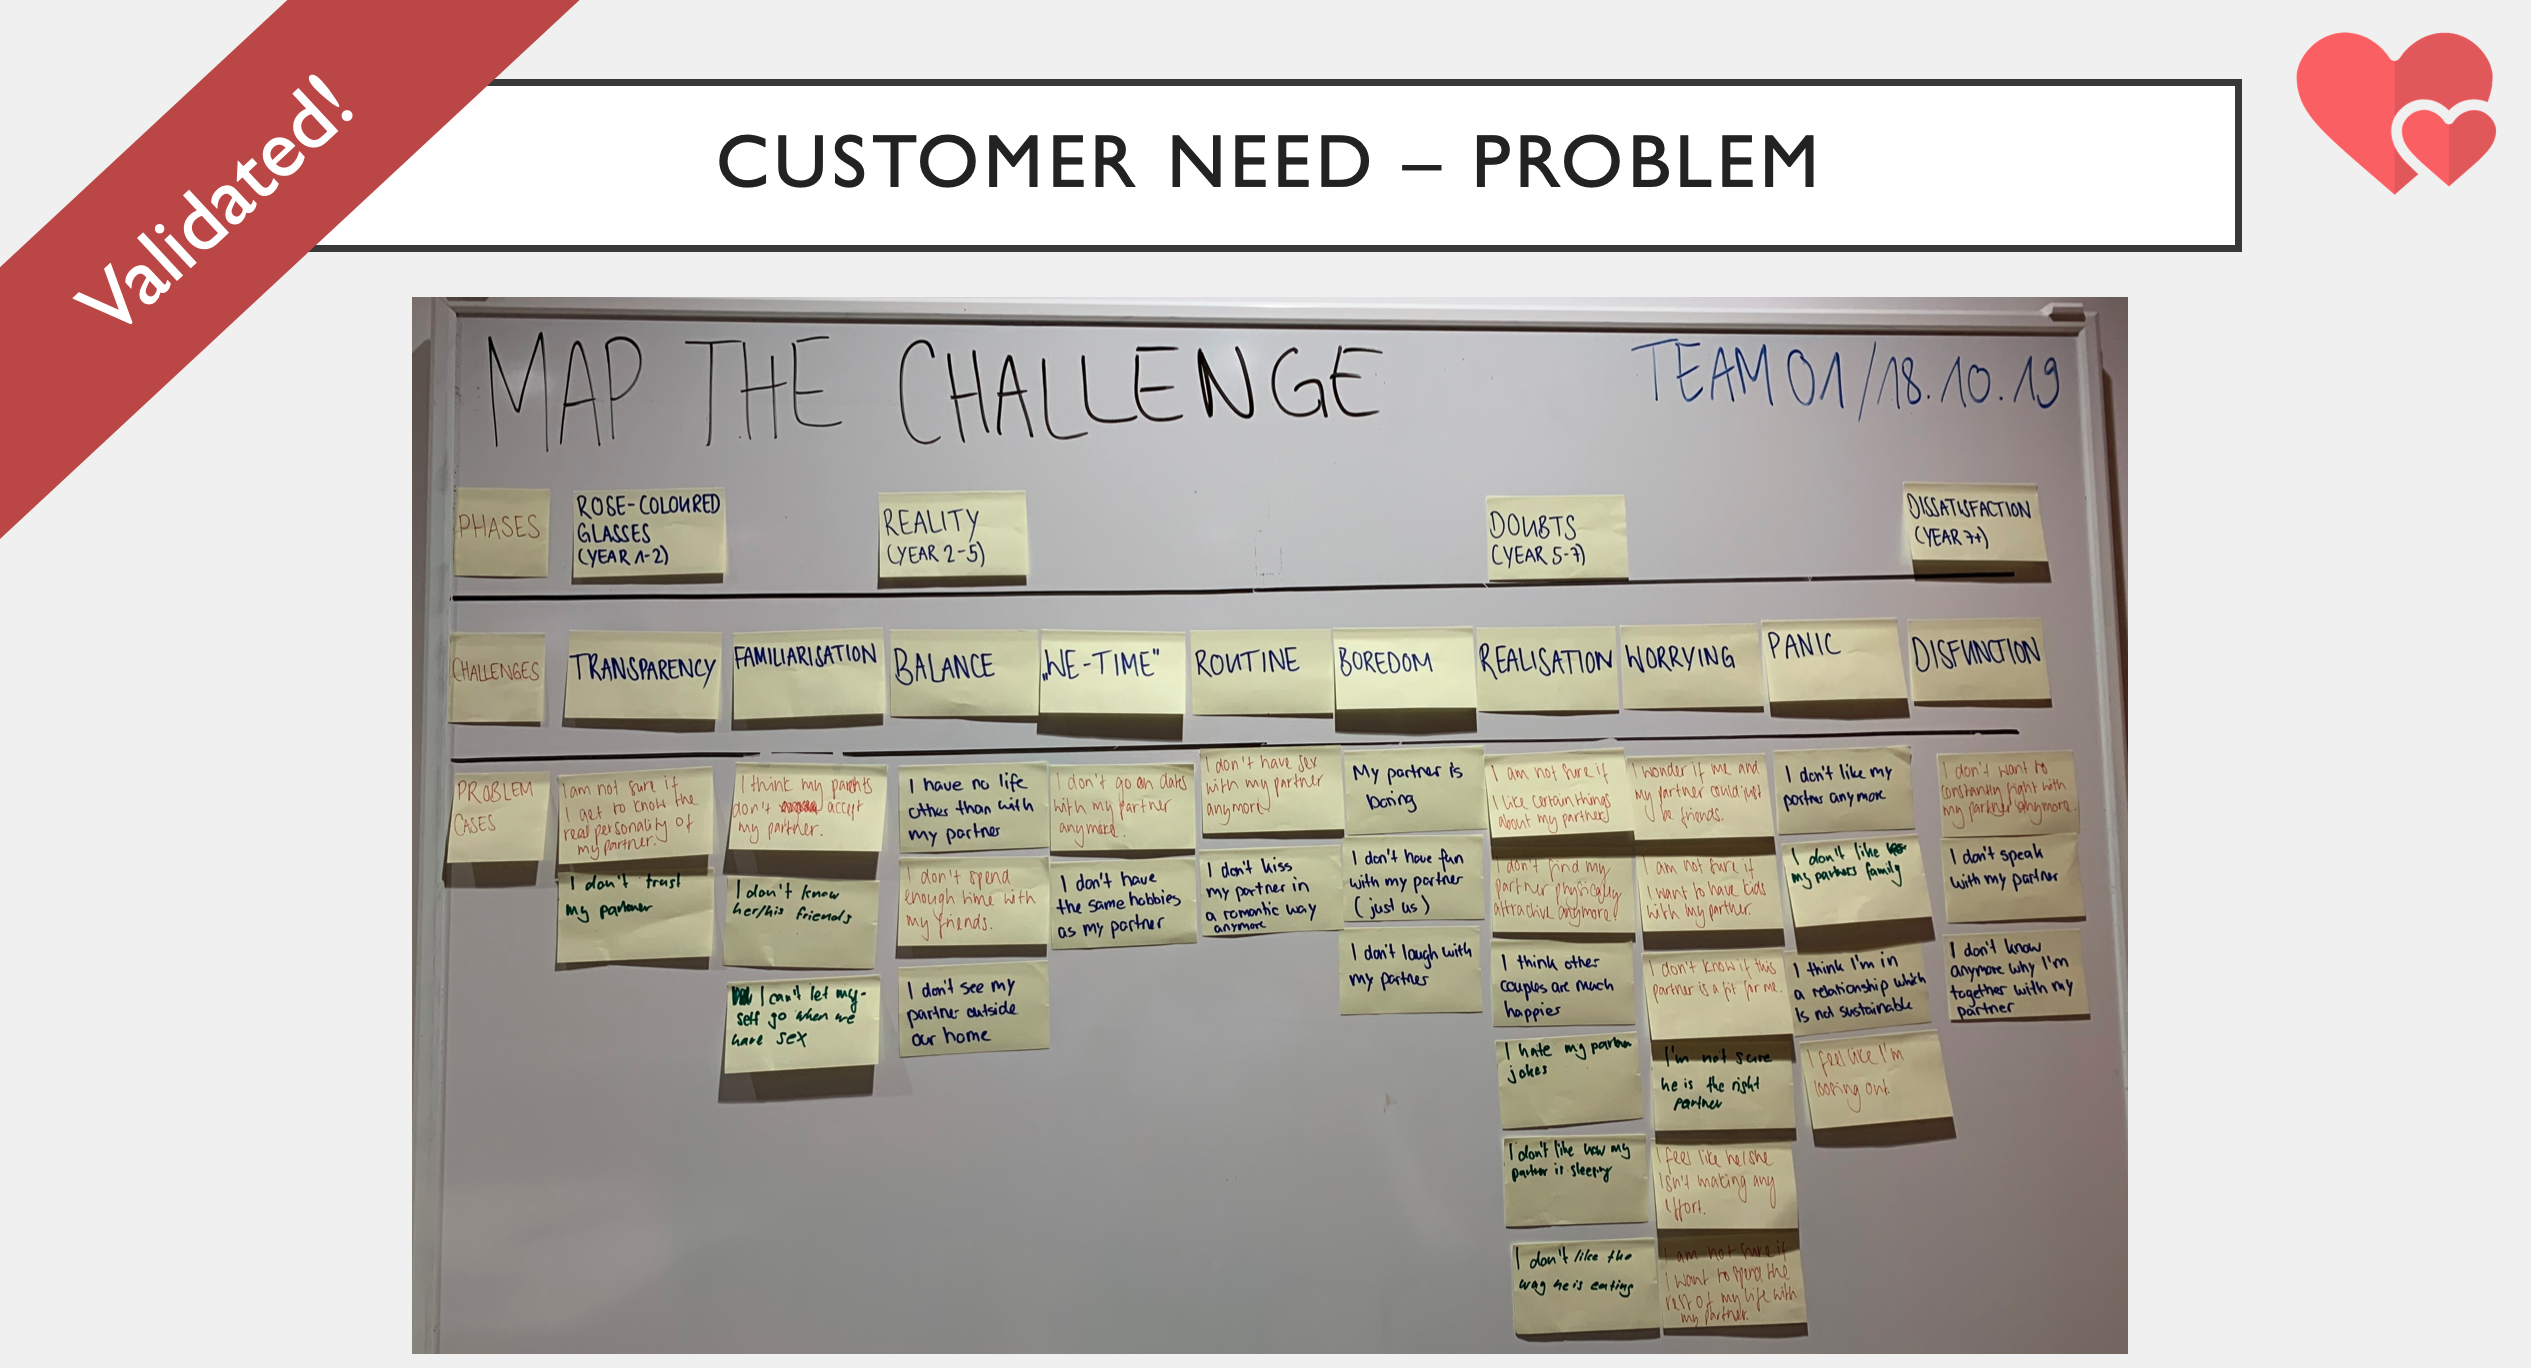 Validated!
CUSTOMER NEED – PROBLEM
MAP THE CHALLENGE
TEAM 01/18.10.19
PHASES
ROSE-COLOURED
GLASSES
(YEAR 1-2)
REALITY
(YEAR 2-5)
DOUBTS
(YEAR 5-7)
DISSATISFACTION
(YEAR 7+)
CHALLENGES
TRANSPARENCY
FAMILIARISATION
BALANCE
„WE-TIME"
ROUTINE
BOREDOM
REALISATION
WORRYING
PANIC
DISFUNCTION
PROBLEM
CASES
I am not sure if
I get to know the
real personality of
my partner.
I don't trust
my partner
I think my parents
don't accept
my partner.
I don't know
her/his friends
I can't let my-
self go when we
have sex
I have no life
other than with
my partner
I don't spend
enough time with
my friends.
I don't see my
partner outside
our home
I don't go on dates
with my partner
anymore.
I don't have
the same hobbies
as my partner
I don't have sex
with my partner
anymore
I don't kiss
my partner in
a romantic way
anymore
My partner is
boring
I don't have fun
with my partner
(just us)
I don't laugh with
my partner
I am not sure if
I like certain things
about my partner
I don't find my
partner physically
attractive anymore.
I think other
couples are much
happier
I hate my partner
jokes
I don't like how my
partner is sleeping
I don't like the
way he is eating
I wonder if me and
my partner could just
be friends.
I am not sure if
I want to have kids
with my partner.
I don't know if this
partner is a fit for me.
I'm not sure
he is the right
partner
I feel like he/she
isn't making any
effort.
I am not sure if
I want to spend the
rest of my life with
my partner.
I don't like my
partner anymore
I don't like
my partners family
I think I'm in
a relationship which
is not sustainable
I feel like I'm
loosing out.
I don't want to
constantly fight with
my partner anymore.
I don't speak
with my partner
I don't know
anymore why I'm
together with my
partner